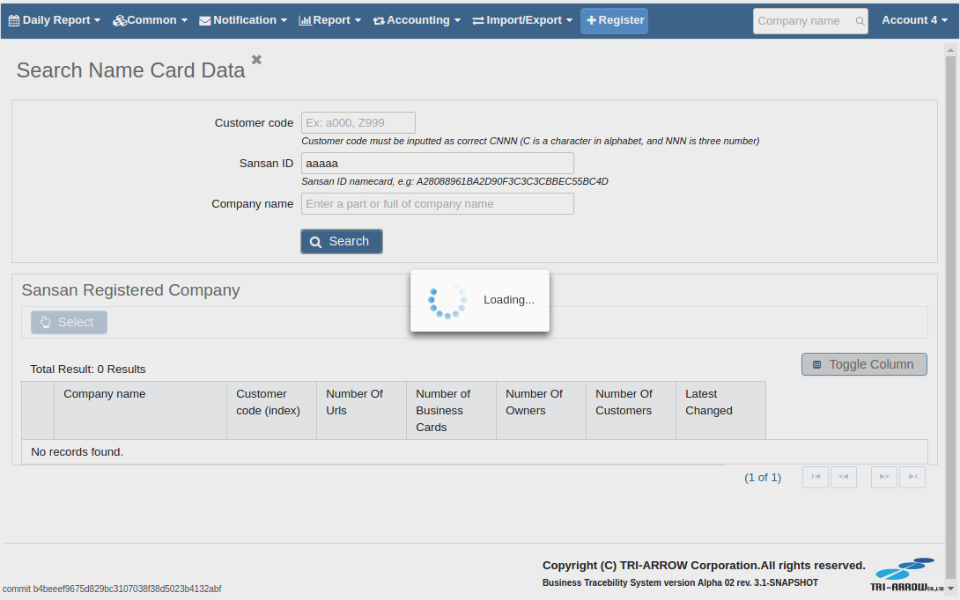 Daily Report Common Notification Report Accounting Import/Export + Register Company name Account 4
Search Name Card Data
Customer code Ex: a000, Z999
Customer code must be inputted as correct CNNN (C is a character in alphabet, and NNN is three number)
Sansan ID aaaaa
Sansan ID namecard, e.g: A28088961BA2D90F3C3C3CBBEC55BC4D
Company name Enter a part or full of company name
Search
Loading...
Sansan Registered Company
Select
Total Result: 0 Results
Toggle Column
Company name Customer code (index) Number Of Urls Number of Business Cards Number Of Owners Number Of Customers Latest Changed
No records found.
(1 of 1)
Copyright (C) TRI-ARROW Corporation.All rights reserved.
Business Tracebility System version Alpha 02 rev. 3.1-SNAPSHOT
TRI-ARROW CO.,LTD
commit b4beeef9675d829bc3107038f38d5023b4132abf